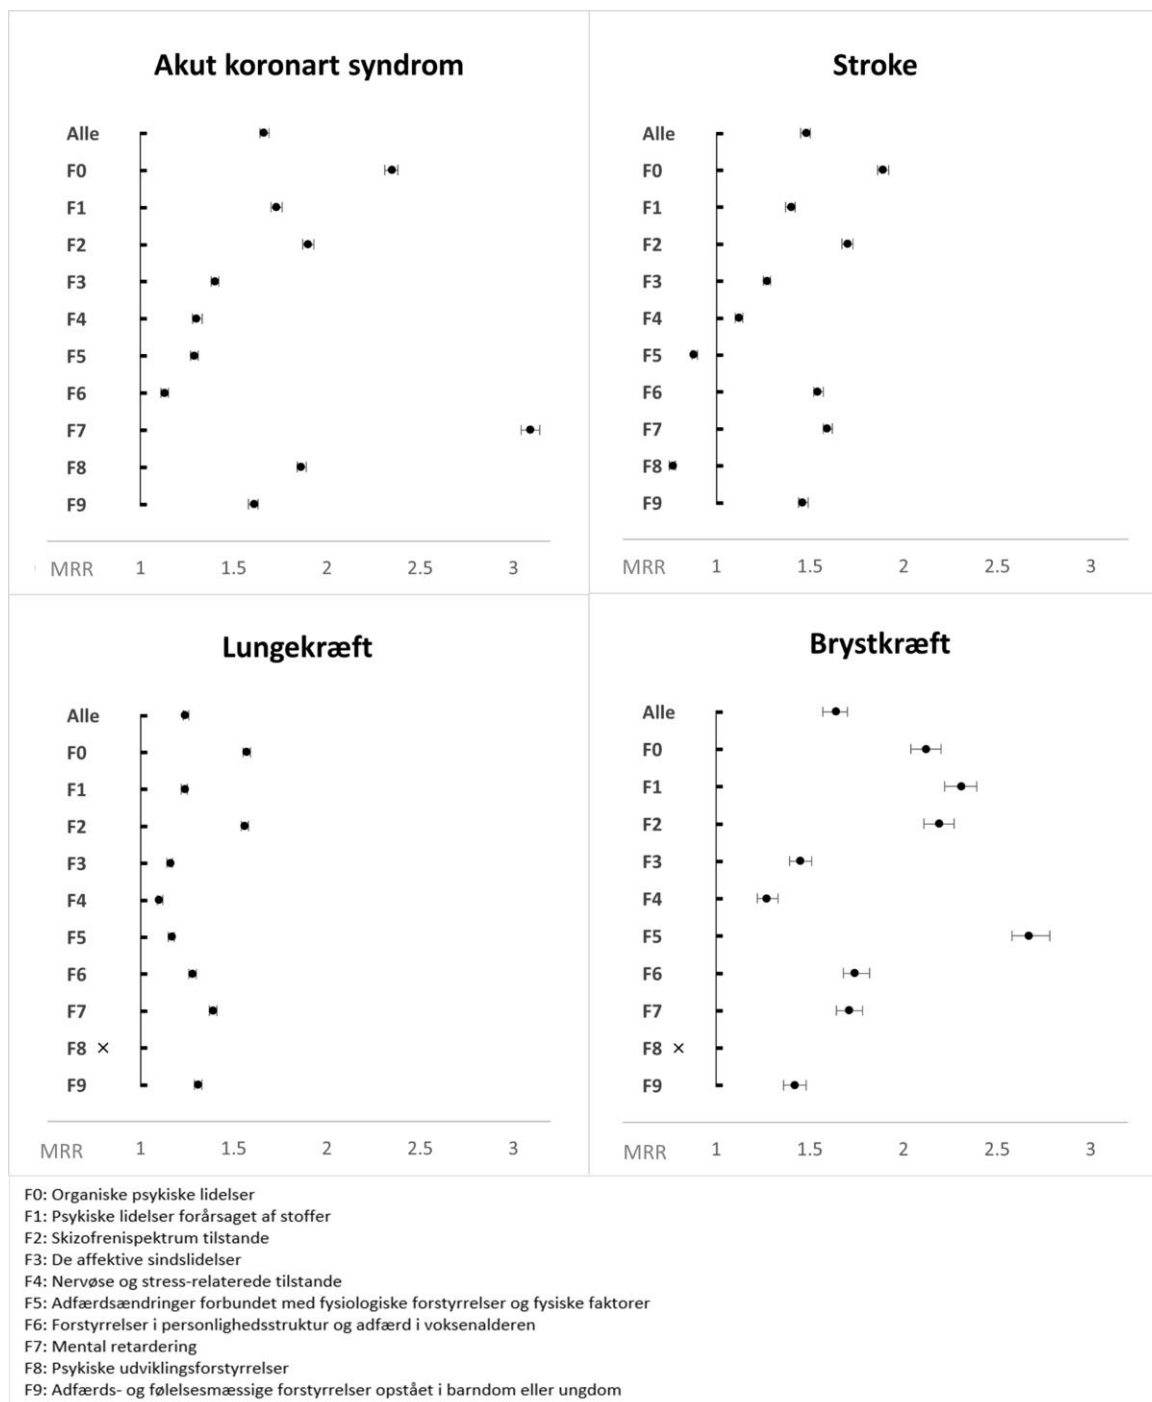 Akut koronart syndrom
Alle
F0
F1
F2
F3
F4
F5
F6
F7
F8
F9
MRR 1 1.5 2 2.5 3
Stroke
Alle
F0
F1
F2
F3
F4
F5
F6
F7
F8
F9
MRR 1 1.5 2 2.5 3
Lungekræft
Alle
F0
F1
F2
F3
F4
F5
F6
F7
F8
F9
MRR 1 1.5 2 2.5 3
Brystkræft
Alle
F0
F1
F2
F3
F4
F5
F6
F7
F8
F9
MRR 1 1.5 2 2.5 3
F0: Organiske psykiske lidelser
F1: Psykiske lidelser forårsaget af stoffer
F2: Skizofrenispektrum tilstande
F3: De affektive sindslidelser
F4: Nervøse og stress-relaterede tilstande
F5: Adfærdsændringer forbundet med fysiologiske forstyrrelser og fysiske faktorer
F6: Forstyrrelser i personlighedsstruktur og adfærd i voksenalderen
F7: Mental retardering
F8: Psykiske udviklingsforstyrrelser
F9: Adfærds- og følelsesmæssige forstyrrelser opstået i barndom eller ungdom